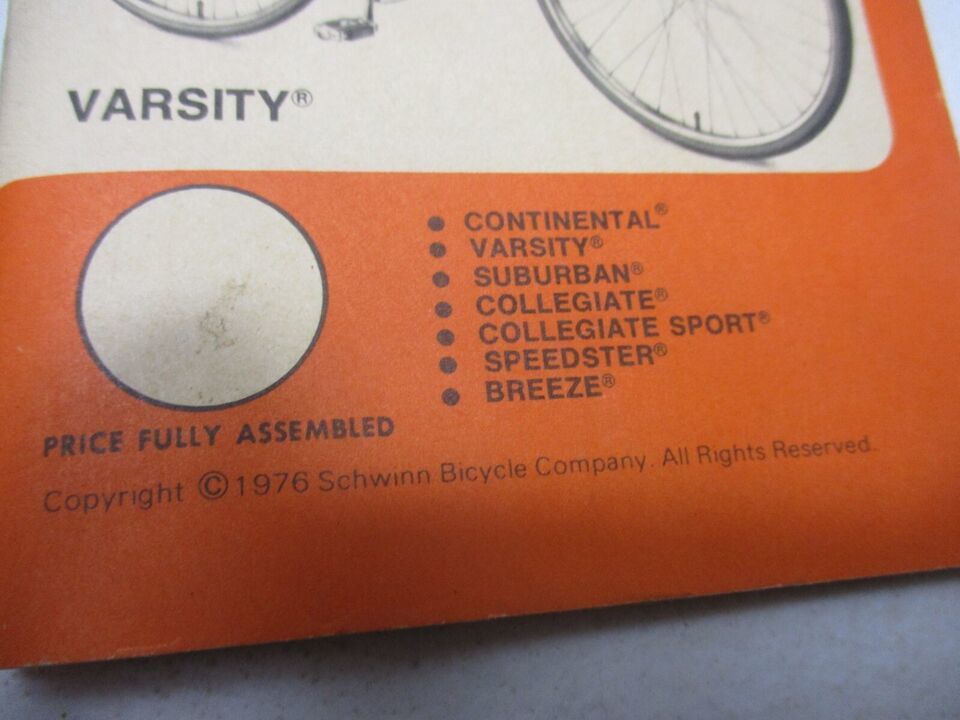 VARSITY®
• CONTINENTAL®
• VARSITY®
• SUBURBAN®
• COLLEGIATE®
• COLLEGIATE SPORT®
• SPEEDSTER®
• BREEZE®
PRICE FULLY ASSEMBLED
Copyright ©1976 Schwinn Bicycle Company. All Rights Reserved.